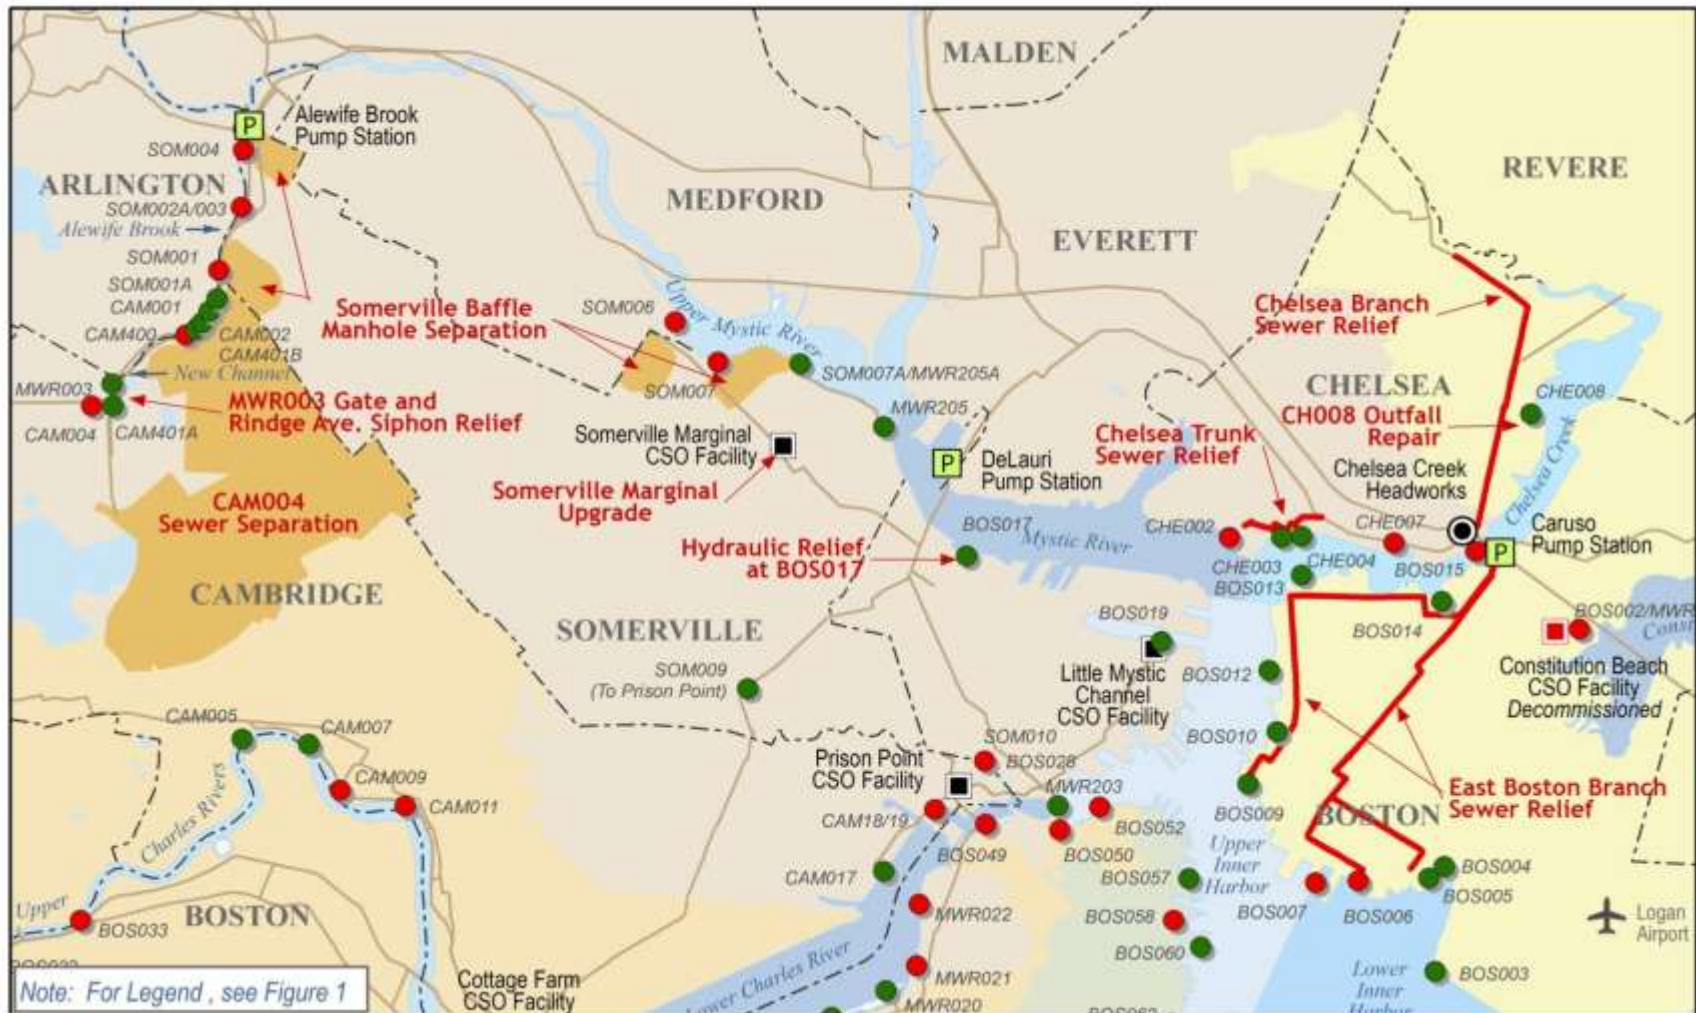 MALDEN
Alewife Brook
Pump Station
SOM004
ARLINGTON
SOM002A/003
Alewife Brook
MEDFORD
REVERE
EVERETT
SOM001
SOM001A
CAM001
CAM400
CAM002
CAM401B
New Channel
Somerville Baffle
Manhole Separation
SOM006
Upper Mystic River
SOM007
SOM007A/MWR205A
Chelsea Branch
Sewer Relief
CHELSEA
CHE008
MWR003
CAM004
CAM401A
MWR003 Gate and
Rindge Ave. Siphon Relief
MWR205
Somerville Marginal
CSO Facility
DeLauri
Pump Station
Chelsea Trunk
Sewer Relief
CH008 Outfall
Repair
Chelsea Creek
Headworks
Chelsea Creek
CAM004
Sewer Separation
Somerville Marginal
Upgrade
Hydraulic Relief
at BOS017
BOS017
Mystic River
CHE002
CHE007
Caruso
Pump Station
CHE003
CHE004
BOS015
BOS013
CAMBRIDGE
SOMERVILLE
BOS019
BOS014
BOS002/MWR
SOM009
(To Prison Point)
Little Mystic
Channel
CSO Facility
BOS012
Constitution Beach
CSO Facility
Decommissioned
CAM005
CAM007
BOS010
Prison Point
CSO Facility
SOM010
BOS028
CAM009
MWR203
CAM011
Charles Rivers
CAM18/19
BOS049
BOS050
BOS052
BOS009
BOSTON
East Boston Branch
Sewer Relief
Upper
Inner
Harbor
CAM017
BOS057
BOS004
BOS005
BOS007
BOS006
Upper
BOSTON
BOS033
MWR022
BOS058
BOS060
Logan
Airport
Cottage Farm
CSO Facility
Lower Charles River
MWR021
MWR020
Lower
Inner
Harbor
BOS003
Note: For Legend , see Figure 1